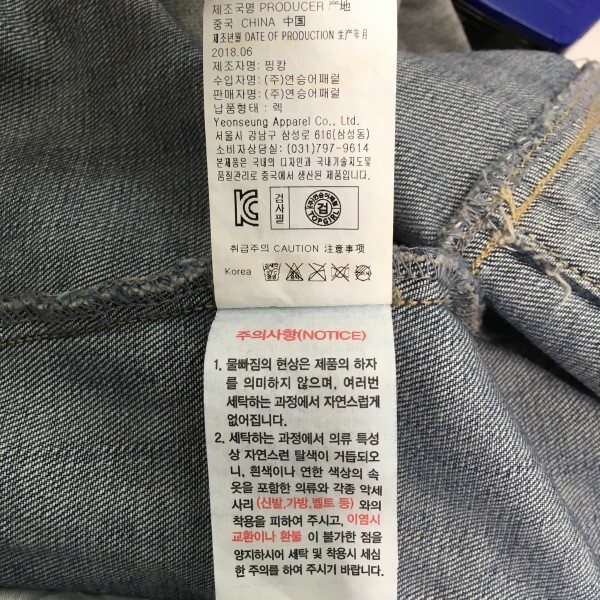 제조국명 PRODUCER 产地
중국 CHINA 中国
제조년월 DATE OF PRODUCTION 生产年月
2018.06
제조자명: 찡캉
수입자명: (주)연승어패럴
판매자명: (주)연승어패럴
납품형태 : 렉
Yeonseung Apparel Co., Ltd.
서울시 강남구 삼성로 616(삼성동)
소비자상담실: (031)797-9614
본제품은 국내의 디자인과 국내기술지도및
품질관리로 중국에서 생산된 제품입니다.
검사필
TOPGIRL
취급주의 CAUTION 注意事项
Korea
주의사항(NOTICE)
1. 물빠짐의 현상은 제품의 하자
를 의미하지 않으며, 여러번
세탁하는 과정에서 자연스럽게
없어집니다.
2. 세탁하는 과정에서 의류 특성
상 자연스런 탈색이 거듭되오
니, 흰색이나 연한 색상의 속
옷을 포함한 의류와 각종 악세
사리 (신발,가방,벨트 등) 와의
착용을 피하여 주시고, 이염시
교환이나 환불 이 불가한 점을
양지하시어 세탁 및 착용시 세심
한 주의를 하여 주시기 바랍니다.